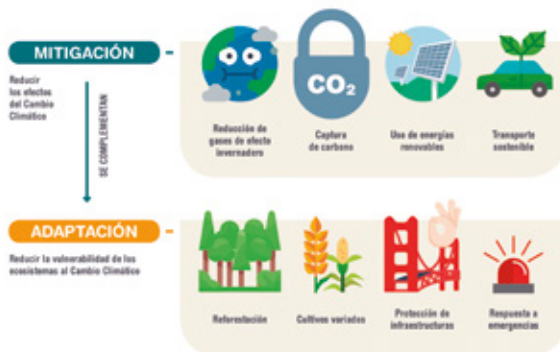 MITIGACIÓN
Reducir
los efectos
del Cambio
Climático
SE COMPLEMENTAN
CO₂
Reducción de
gases de efecto
invernadero
Captura
de carbono
Uso de energías
renovables
Transporte
sostenible
ADAPTACIÓN
Reducir la vulnerabilidad de los
ecosistemas al Cambio Climático
Reforestación
Cultivos variados
Protección de
infraestructuras
Respuesta a
emergencias